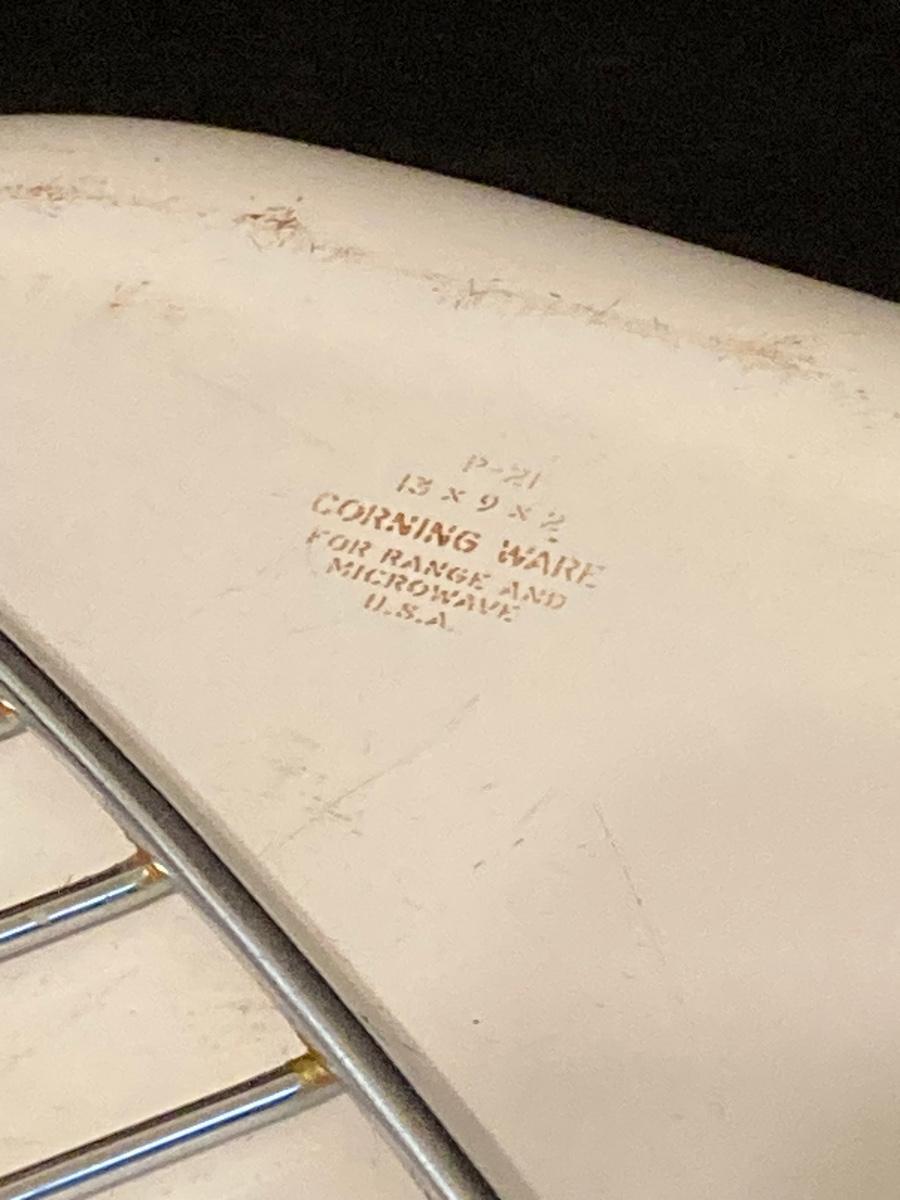 P-21
13 x 9 x 2
CORNING WARE
FOR RANGE AND
MICROWAVE
U.S.A.